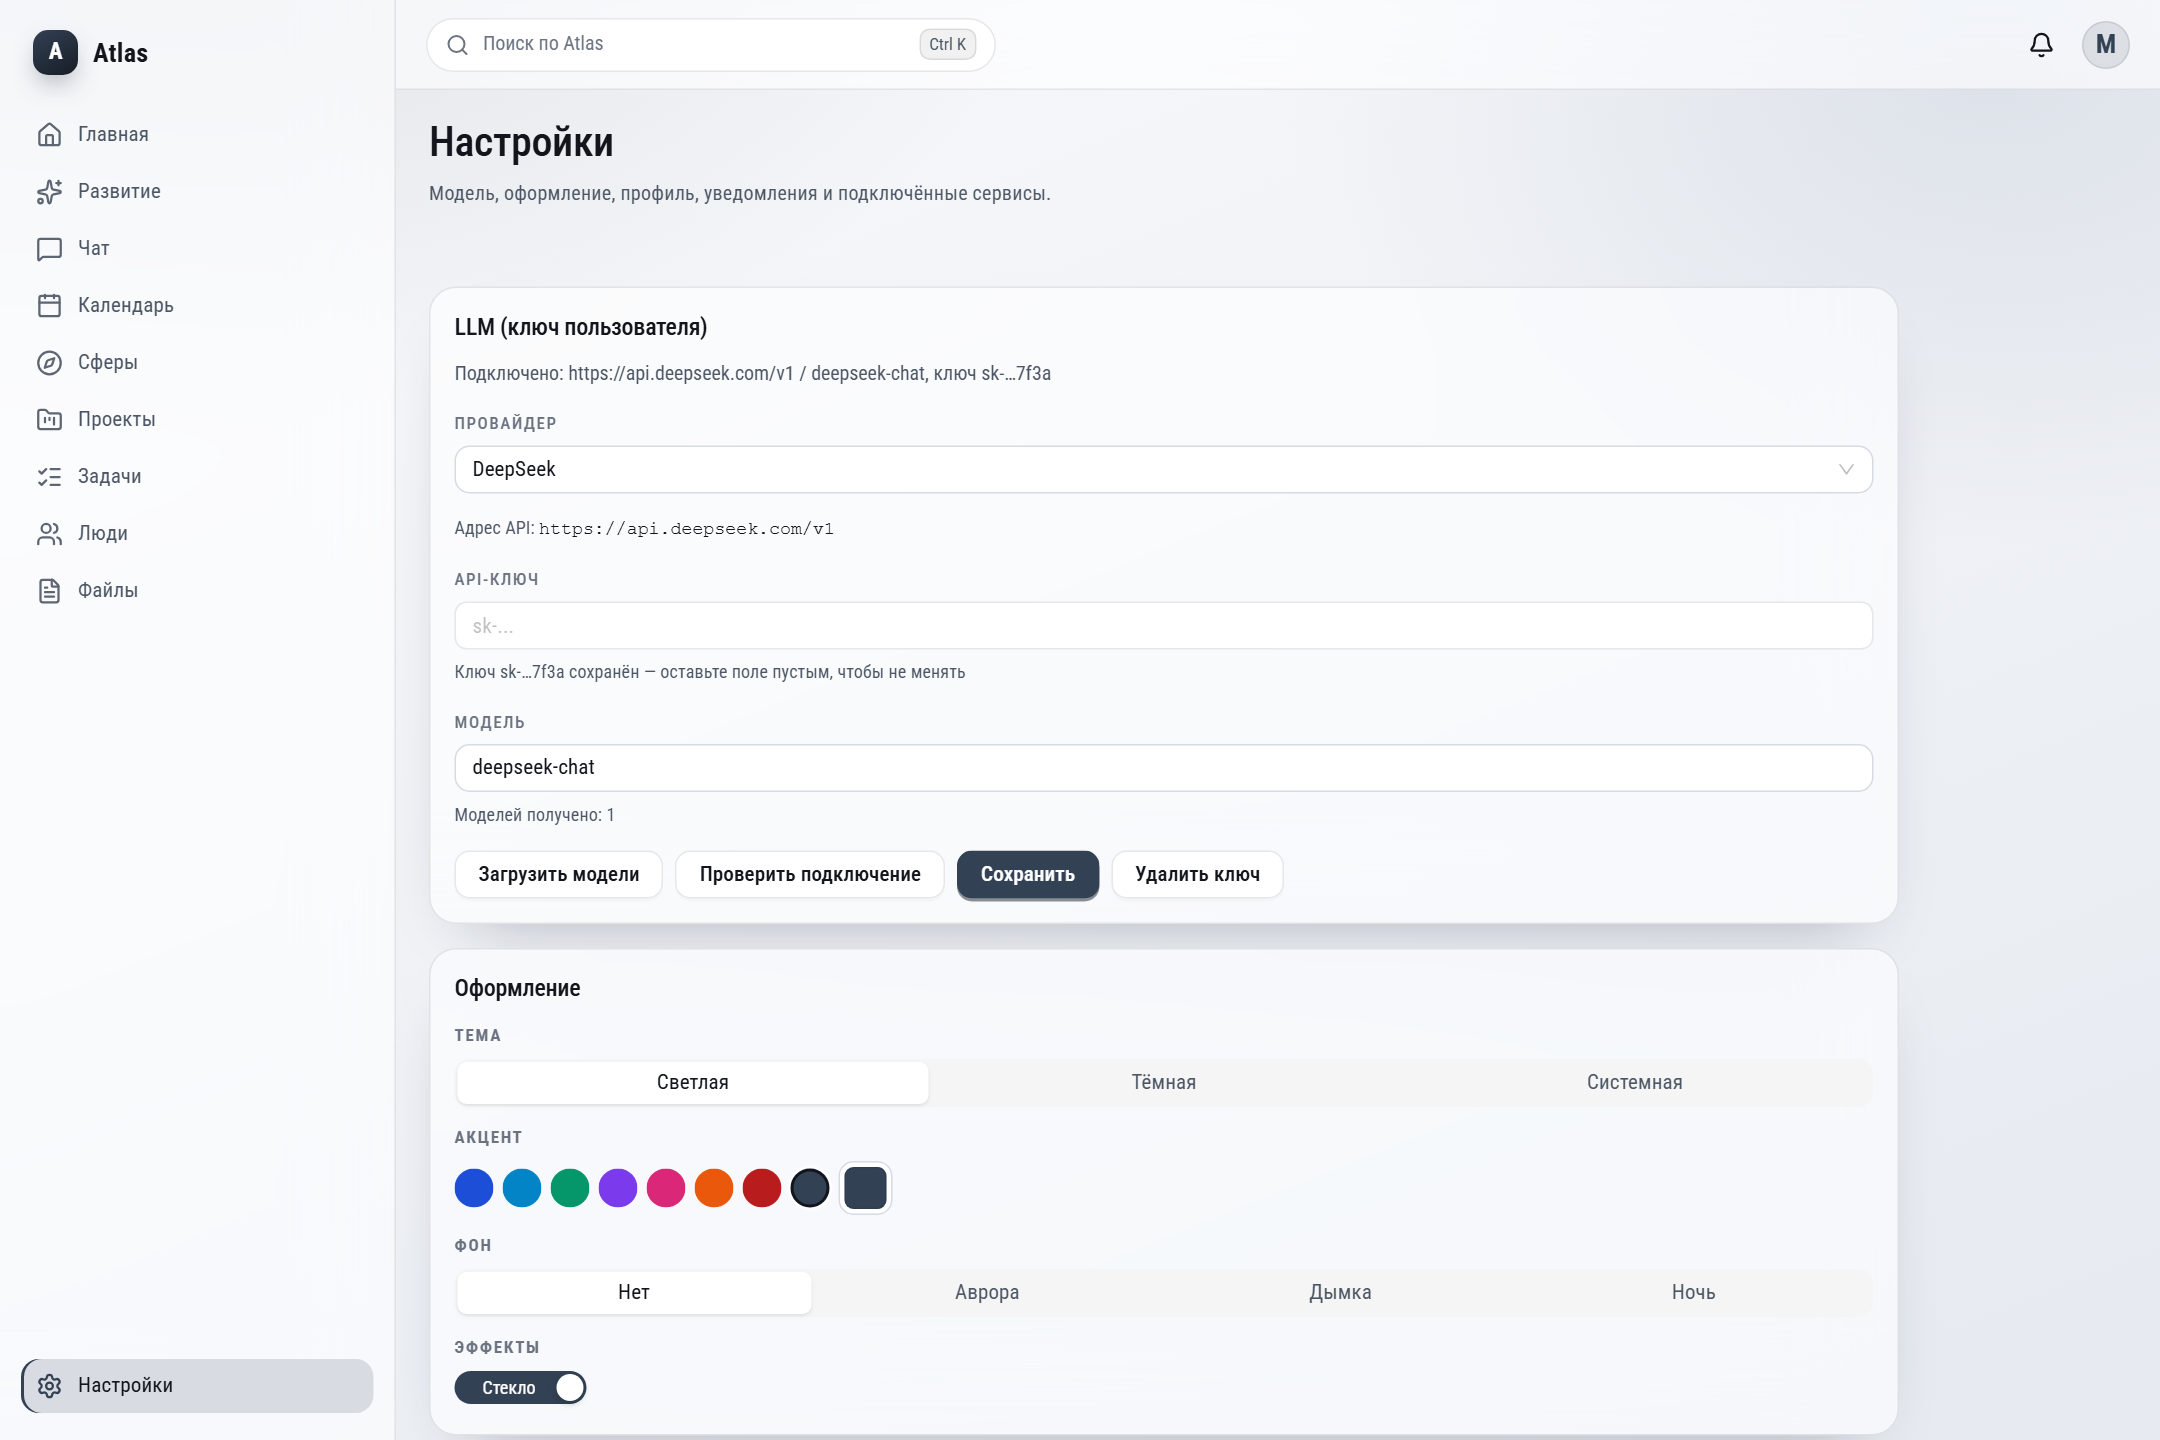 A Atlas
Поиск по Atlas
Ctrl K
M
Главная
Развитие
Чат
Календарь
Сферы
Проекты
Задачи
Люди
Файлы
Настройки
Настройки
Модель, оформление, профиль, уведомления и подключённые сервисы.
LLM (ключ пользователя)
Подключено: https://api.deepseek.com/v1 / deepseek-chat, ключ sk-…7f3a
ПРОВАЙДЕР
DeepSeek
Адрес API: https://api.deepseek.com/v1
API-КЛЮЧ
sk-...
Ключ sk-…7f3a сохранён — оставьте поле пустым, чтобы не менять
МОДЕЛЬ
deepseek-chat
Моделей получено: 1
Загрузить модели Проверить подключение Сохранить Удалить ключ
Оформление
ТЕМА
Светлая Тёмная Системная
АКЦЕНТ
ФОН
Нет Аврора Дымка Ночь
ЭФФЕКТЫ
Стекло